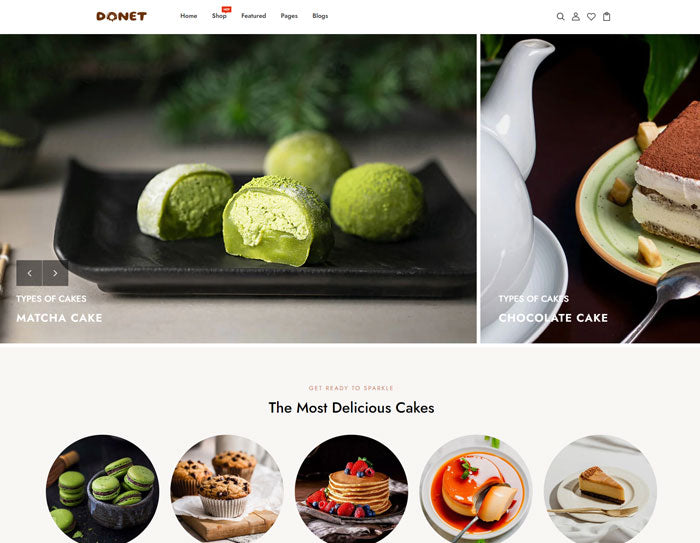 DONET
Home
HOT
Shop
Featured
Pages
Blogs
TYPES OF CAKES
MATCHA CAKE
TYPES OF CAKES
CHOCOLATE CAKE
GET READY TO SPARKLE
The Most Delicious Cakes